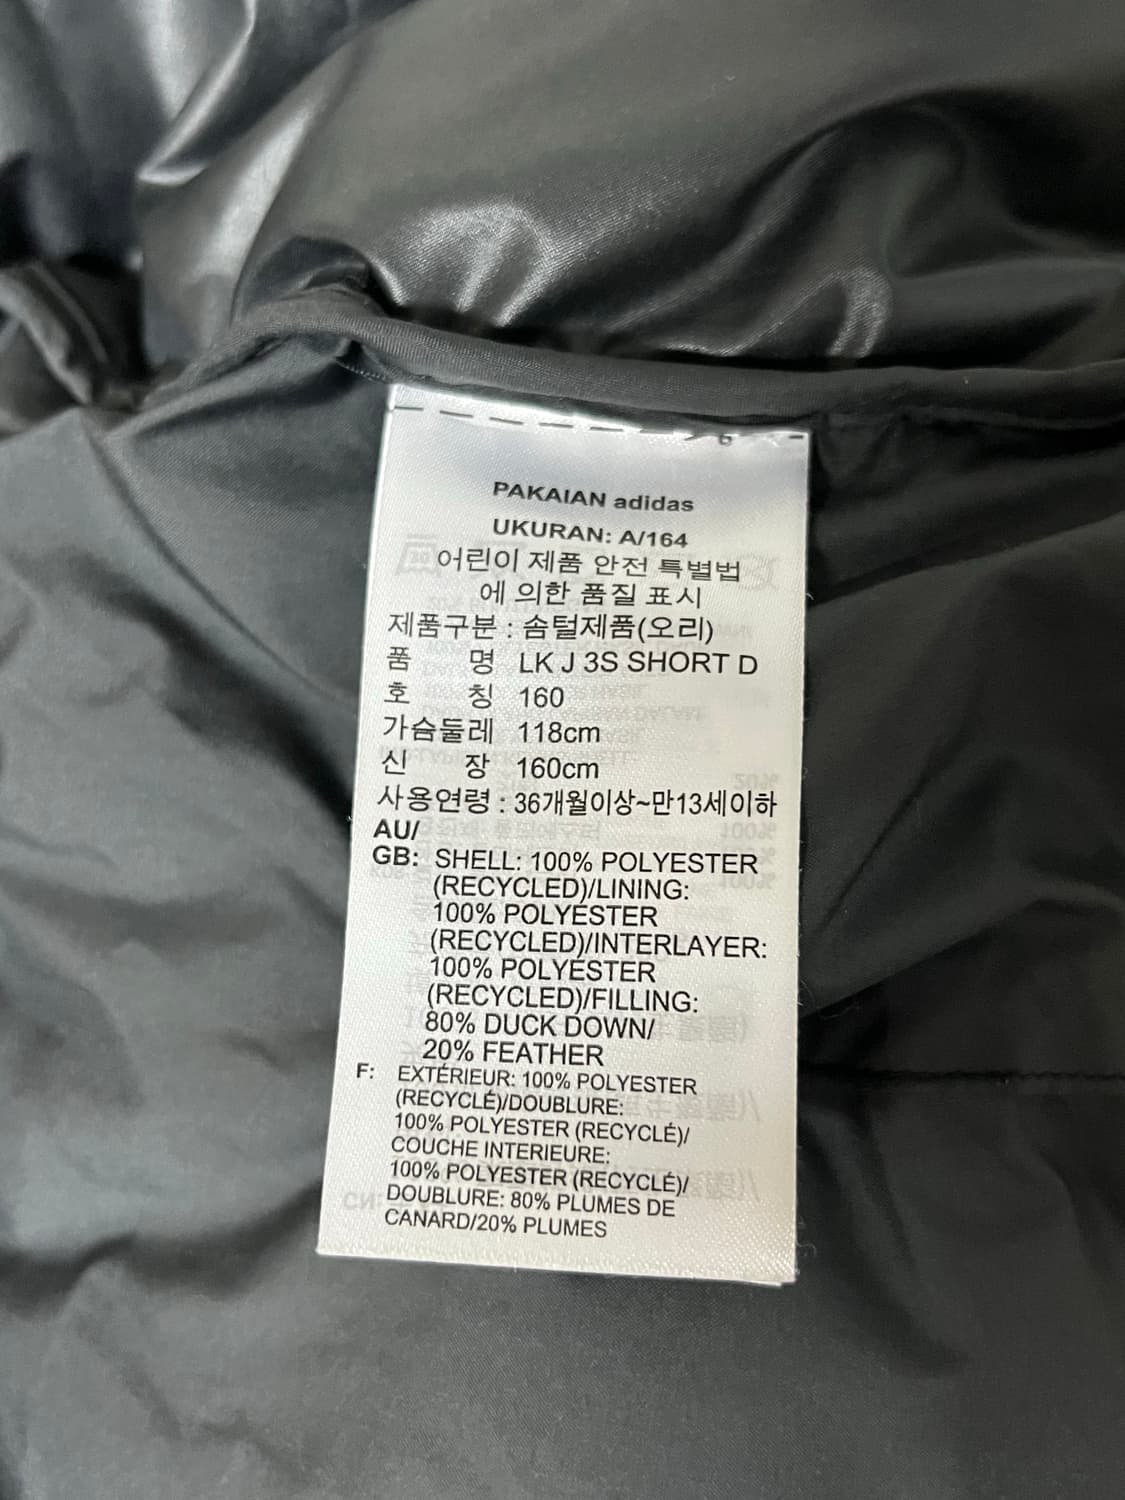 6
PAKAIAN adidas
UKURAN: A/164
어린이 제품 안전 특별법
에 의한 품질 표시
제품구분 : 솜털제품(오리)
품 명 LK J 3S SHORT D
호 칭 160
가슴둘레 118cm
신 장 160cm
사용연령 : 36개월이상~만13세이하
AU/
GB: SHELL: 100% POLYESTER
(RECYCLED)/LINING:
100% POLYESTER
(RECYCLED)/INTERLAYER:
100% POLYESTER
(RECYCLED)/FILLING:
80% DUCK DOWN/
20% FEATHER
F: EXTÉRIEUR: 100% POLYESTER
(RECYCLÉ)/DOUBLURE:
100% POLYESTER (RECYCLÉ)/
COUCHE INTERIEURE:
100% POLYESTER (RECYCLÉ)/
DOUBLURE: 80% PLUMES DE
CANARD/20% PLUMES